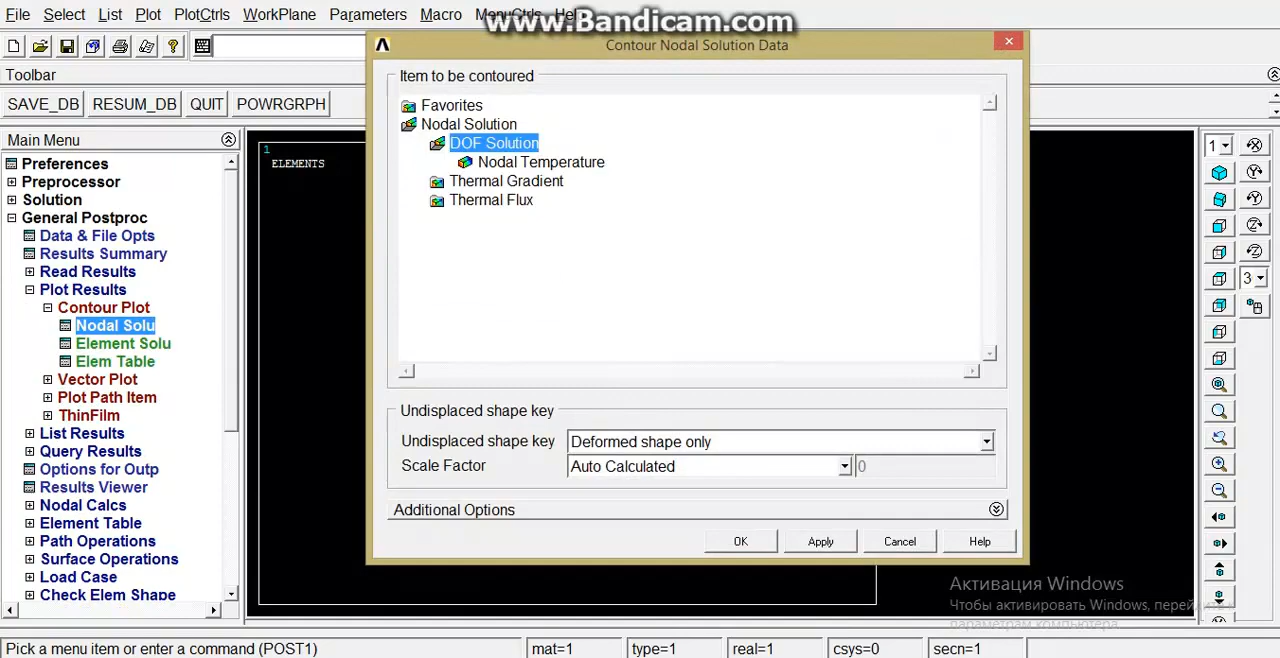 File Select List Plot PlotCtrls WorkPlane Parameters Macro MenuCtrls Help
www.Bandicam.com
Contour Nodal Solution Data
Toolbar
SAVE_DB RESUM_DB QUIT POWRGRPH
Main Menu
Preferences
Preprocessor
Solution
General Postproc
Data & File Opts
Results Summary
Read Results
Plot Results
Contour Plot
Nodal Solu
Element Solu
Elem Table
Vector Plot
Plot Path Item
ThinFilm
List Results
Query Results
Options for Outp
Results Viewer
Nodal Calcs
Element Table
Path Operations
Surface Operations
Load Case
Check Elem Shape
1
ELEMENTS
Item to be contoured
Favorites
Nodal Solution
DOF Solution
Nodal Temperature
Thermal Gradient
Thermal Flux
Undisplaced shape key
Undisplaced shape key Deformed shape only
Scale Factor Auto Calculated 0
Additional Options
OK Apply Cancel Help
1
3
Активация Windows
Чтобы активировать Windows, перейдите к
параметрам компьютера.
Pick a menu item or enter a command (POST1) mat=1 type=1 real=1 csys=0 secn=1